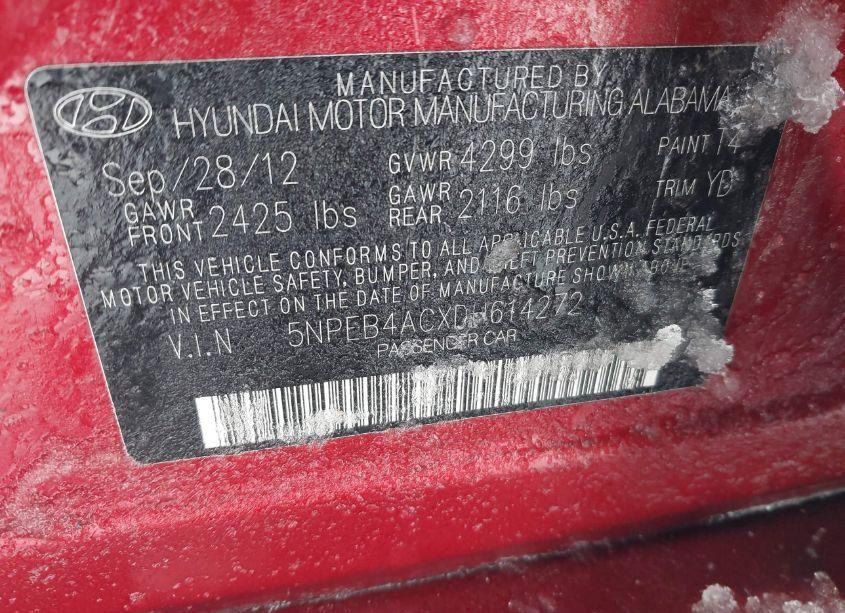 MANUFACTURED BY
HYUNDAI MOTOR MANUFACTURING ALABAMA
Sep/28/12 GVWR 4299 lbs PAINT T4
GAWR FRONT 2425 lbs GAWR REAR 2116 lbs TRIM YD
THIS VEHICLE CONFORMS TO ALL APPLICABLE U.S.A. FEDERAL
MOTOR VEHICLE SAFETY, BUMPER, AND THEFT PREVENTION STANDARDS
IN EFFECT ON THE DATE OF MANUFACTURE SHOWN ABOVE
V.I.N 5NPEB4ACXDH614272
PASSENGER CAR